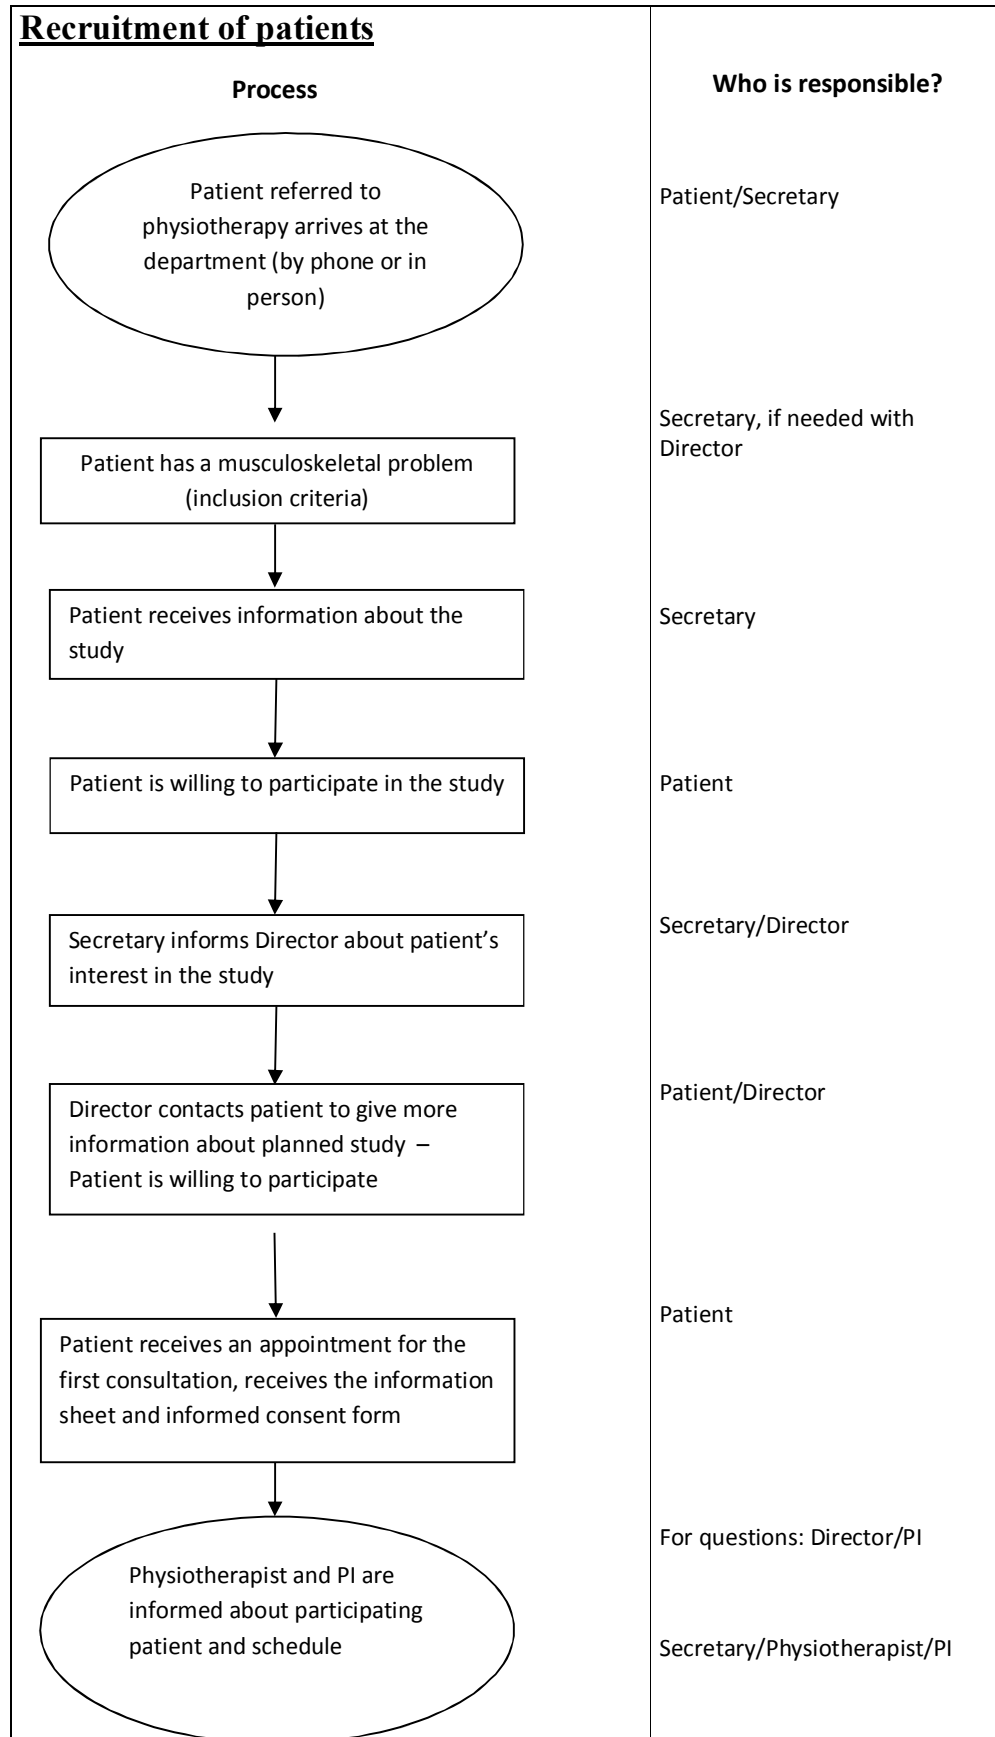 Recruitment of patients
Process
Who is responsible?
Patient referred to
physiotherapy arrives at the
department (by phone or in
person)
Patient/Secretary
Patient has a musculoskeletal problem
(inclusion criteria)
Secretary, if needed with
Director
Patient receives information about the
study
Secretary
Patient is willing to participate in the study
Patient
Secretary informs Director about patient’s
interest in the study
Secretary/Director
Director contacts patient to give more
information about planned study –
Patient is willing to participate
Patient/Director
Patient receives an appointment for the
first consultation, receives the information
sheet and informed consent form
Patient
For questions: Director/PI
Physiotherapist and PI are
informed about participating
patient and schedule
Secretary/Physiotherapist/PI